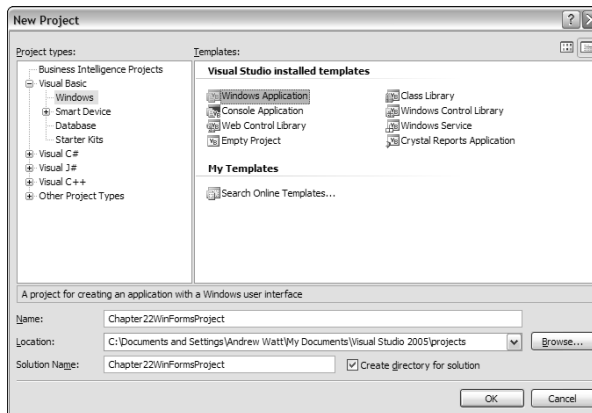 New Project
Project types:
Templates:
Business Intelligence Projects
Visual Basic
Windows
Smart Device
Database
Starter Kits
Visual C#
Visual J#
Visual C++
Other Project Types
Visual Studio installed templates
Windows Application
Class Library
Console Application
Windows Control Library
Web Control Library
Windows Service
Empty Project
Crystal Reports Application
My Templates
Search Online Templates...
A project for creating an application with a Windows user interface
Name:
Chapter22WinFormsProject
Location:
C:\Documents and Settings\Andrew Watt\My Documents\Visual Studio 2005\projects
Browse...
Solution Name:
Chapter22WinFormsProject
Create directory for solution
OK
Cancel